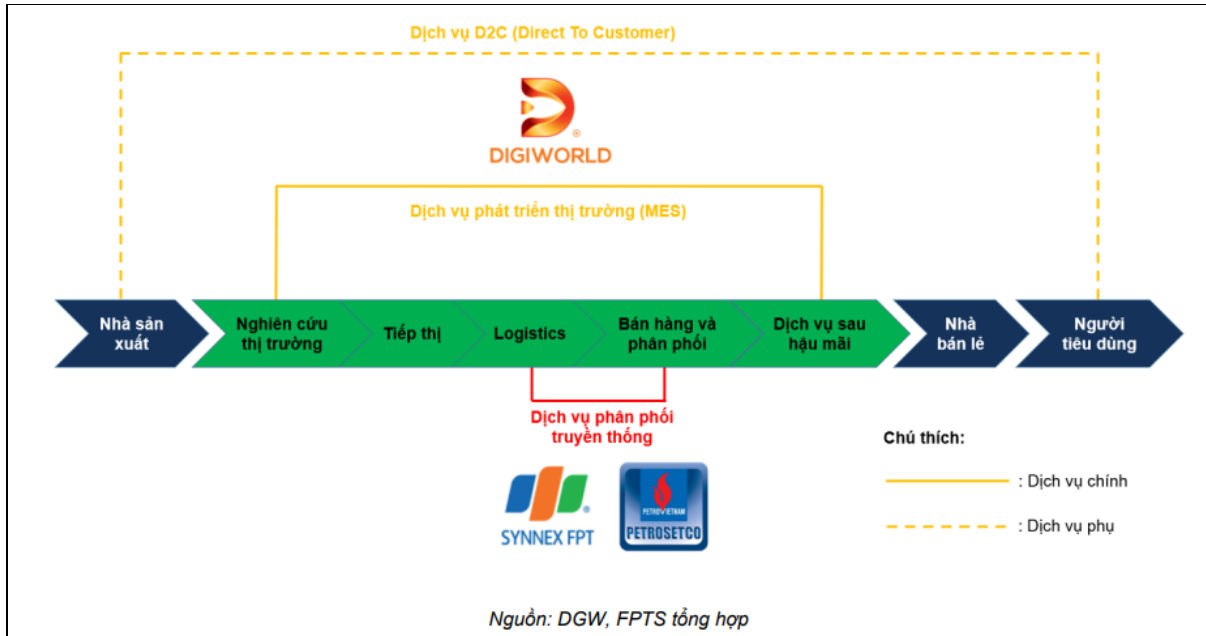 Dịch vụ D2C (Direct To Customer)
DIGIWORLD
Dịch vụ phát triển thị trường (MES)
Nhà sản
xuất
Nghiên cứu
thị trường
Tiếp thị
Logistics
Bán hàng và
phân phối
Dịch vụ sau
hậu mãi
Nhà
bán lẻ
Người
tiêu dùng
Dịch vụ phân phối
truyền thống
SYNNEX FPT
PETROVIETNAM
PETROSETCO
Chú thích:
: Dịch vụ chính
: Dịch vụ phụ
Nguồn: DGW, FPTS tổng hợp